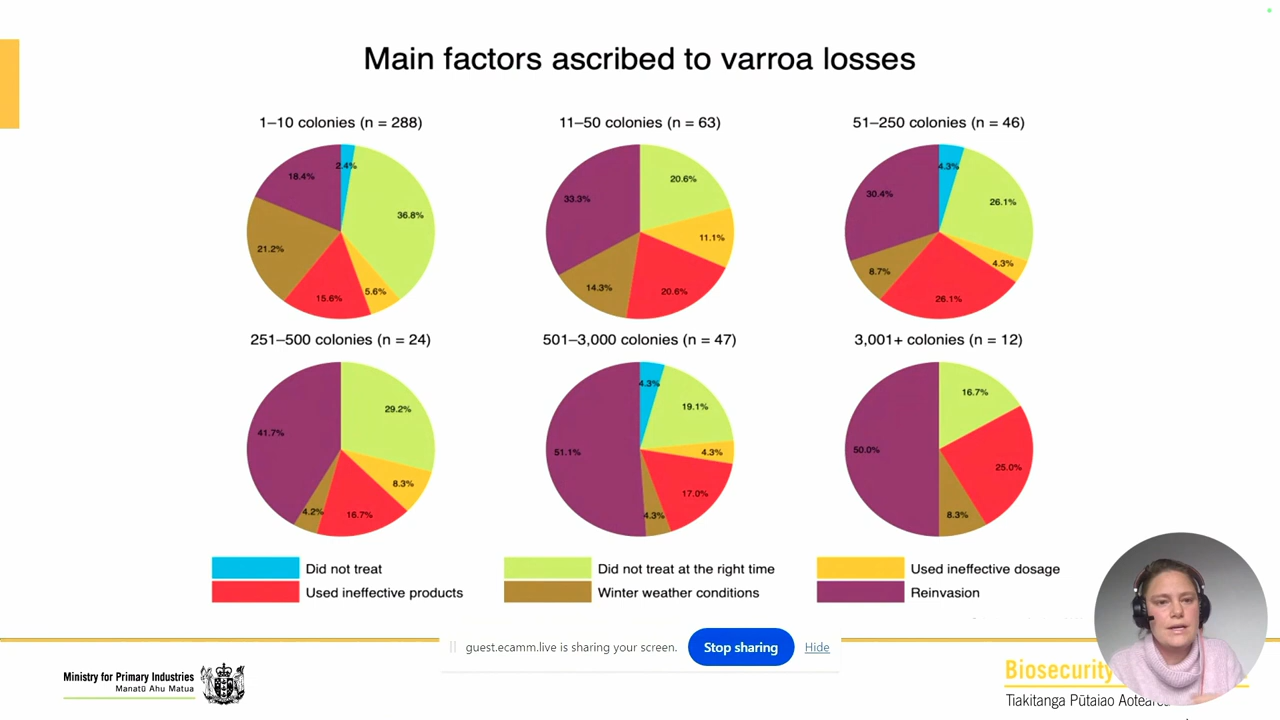 Main factors ascribed to varroa losses
1–10 colonies (n = 288)
11–50 colonies (n = 63)
51–250 colonies (n = 46)
2.4%
36.8%
5.6%
15.6%
21.2%
18.4%
20.6%
11.1%
20.6%
14.3%
33.3%
4.3%
26.1%
4.3%
26.1%
8.7%
30.4%
251–500 colonies (n = 24)
501–3,000 colonies (n = 47)
3,001+ colonies (n = 12)
29.2%
8.3%
16.7%
4.2%
41.7%
4.3%
19.1%
4.3%
17.0%
4.3%
51.1%
16.7%
25.0%
8.3%
50.0%
Did not treat
Did not treat at the right time
Used ineffective dosage
Used ineffective products
Winter weather conditions
Reinvasion
guest.ecamm.live is sharing your screen.
Stop sharing
Hide
Ministry for Primary Industries
Manatū Ahu Matua
Biosecurity
Tiakitanga Pūtaiao